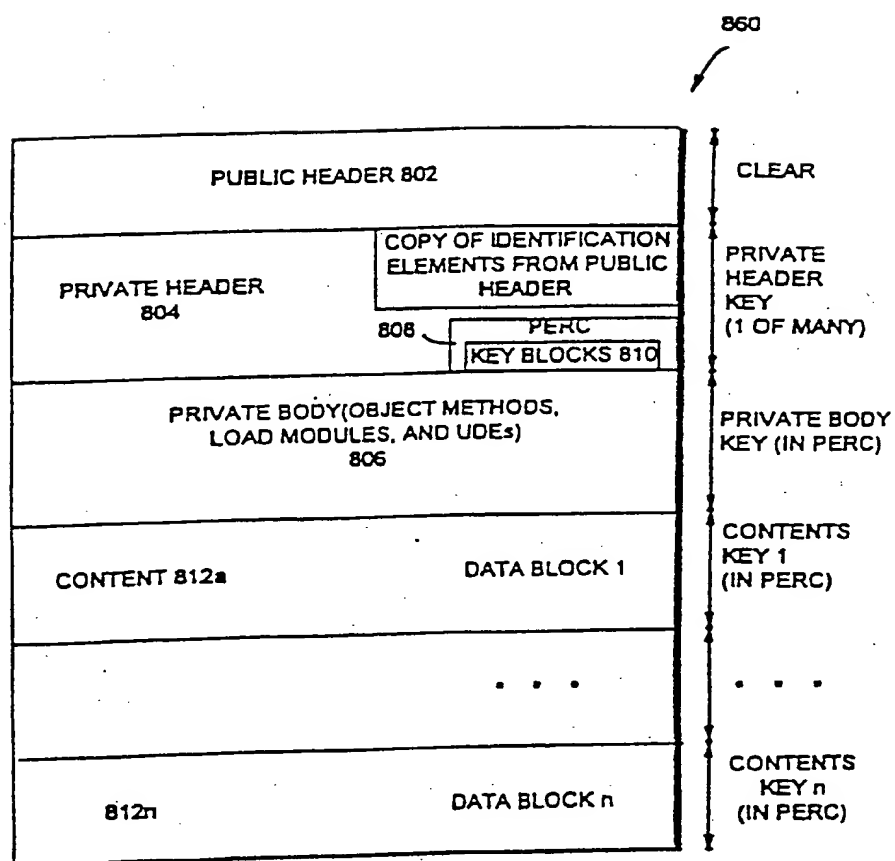 860
PUBLIC HEADER 802
CLEAR
PRIVATE HEADER
804
COPY OF IDENTIFICATION
ELEMENTS FROM PUBLIC
HEADER
808
PERC
KEY BLOCKS 810
PRIVATE
HEADER
KEY
(1 OF MANY)
PRIVATE BODY(OBJECT METHODS,
LOAD MODULES, AND UDEs)
806
PRIVATE BODY
KEY (IN PERC)
CONTENT 812a
DATA BLOCK 1
CONTENTS
KEY 1
(IN PERC)
. . .
. . .
812n
DATA BLOCK n
CONTENTS
KEY n
(IN PERC)